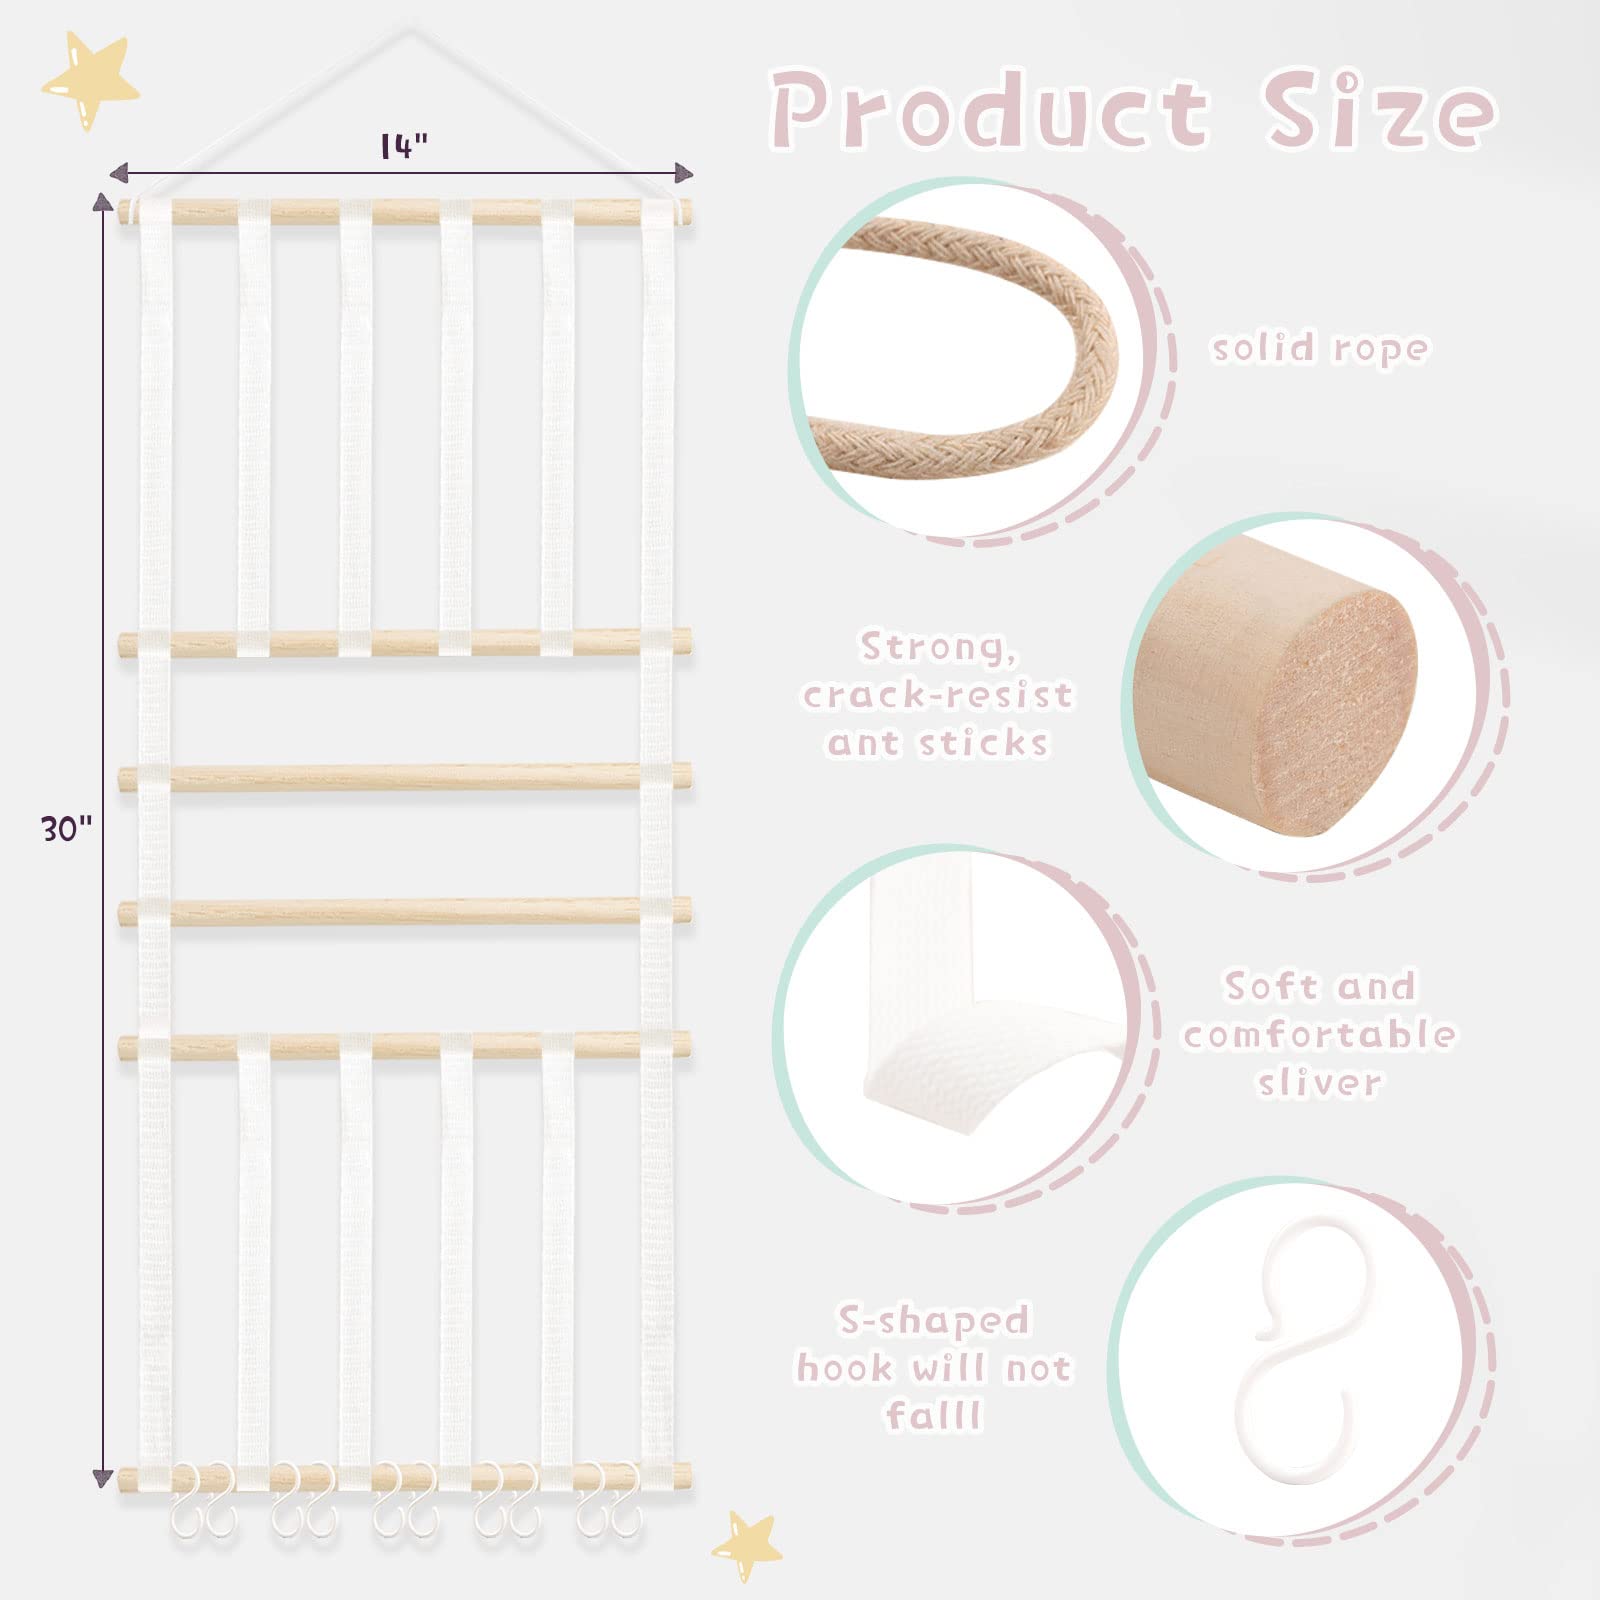 Product Size
14"
solid rope
Strong,
crack-resist
ant sticks
30"
Soft and
comfortable
sliver
S-shaped
hook will not
falll